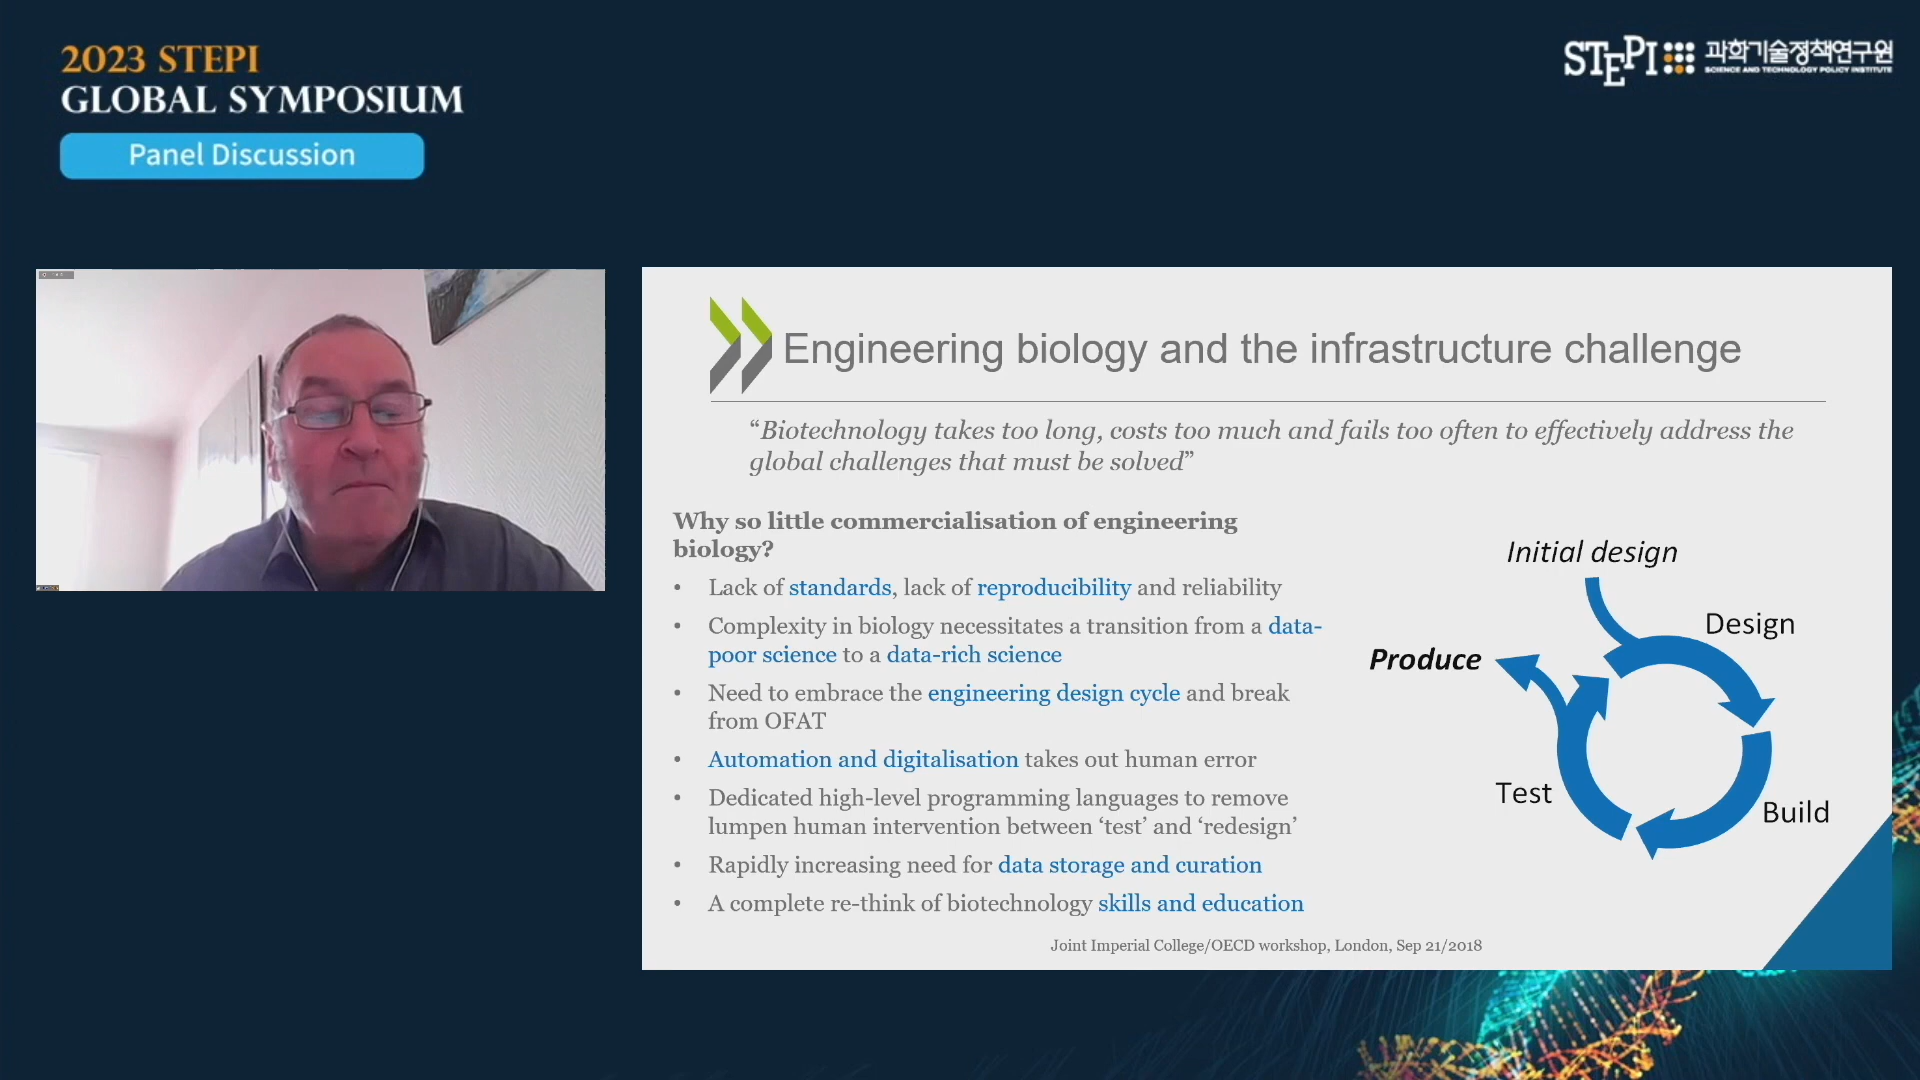 2023 STEPI
GLOBAL SYMPOSIUM
Panel Discussion
STEPI 과학기술정책연구원
SCIENCE AND TECHNOLOGY POLICY INSTITUTE
Engineering biology and the infrastructure challenge
“Biotechnology takes too long, costs too much and fails too often to effectively address the
global challenges that must be solved”
Why so little commercialisation of engineering
biology?
• Lack of standards, lack of reproducibility and reliability
• Complexity in biology necessitates a transition from a data-
poor science to a data-rich science
• Need to embrace the engineering design cycle and break
from OFAT
• Automation and digitalisation takes out human error
• Dedicated high-level programming languages to remove
lumpen human intervention between ‘test’ and ‘redesign’
• Rapidly increasing need for data storage and curation
• A complete re-think of biotechnology skills and education
Initial design
Design
Produce
Test
Build
Joint Imperial College/OECD workshop, London, Sep 21/2018